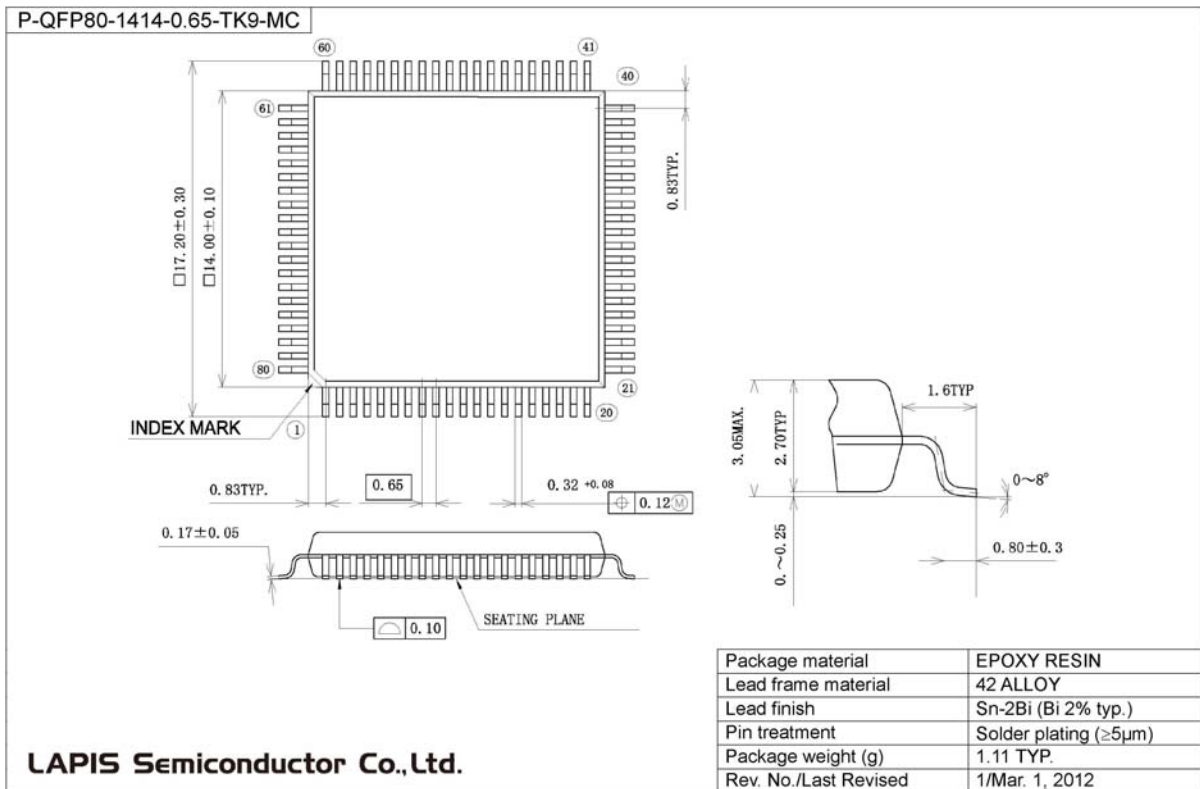 P-QFP80-1414-0.65-TK9-MC
60
41
40
61
0.83TYP.
□17.20±0.30
□14.00±0.10
80
21
20
INDEX MARK
1
0.83TYP.
0.65
0.32 +0.08
⌖ 0.12Ⓜ
0.17±0.05
SEATING PLANE
⌓ 0.10
1.6TYP
3.05MAX.
2.70TYP
0~8°
0.~0.25
0.80±0.3
Package material EPOXY RESIN
Lead frame material 42 ALLOY
Lead finish Sn-2Bi (Bi 2% typ.)
Pin treatment Solder plating (≥5μm)
Package weight (g) 1.11 TYP.
Rev. No./Last Revised 1/Mar. 1, 2012
LAPIS Semiconductor Co.,Ltd.